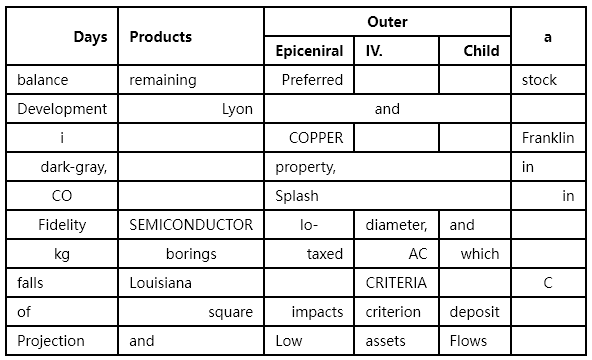 Days Products Outer a
Epiceniral IV. Child
balance remaining Preferred stock
Development Lyon and
i COPPER Franklin
dark-gray, property, in
CO Splash in
Fidelity SEMICONDUCTOR lo- diameter, and
kg borings taxed AC which
falls Louisiana CRITERIA C
of square impacts criterion deposit
Projection and Low assets Flows